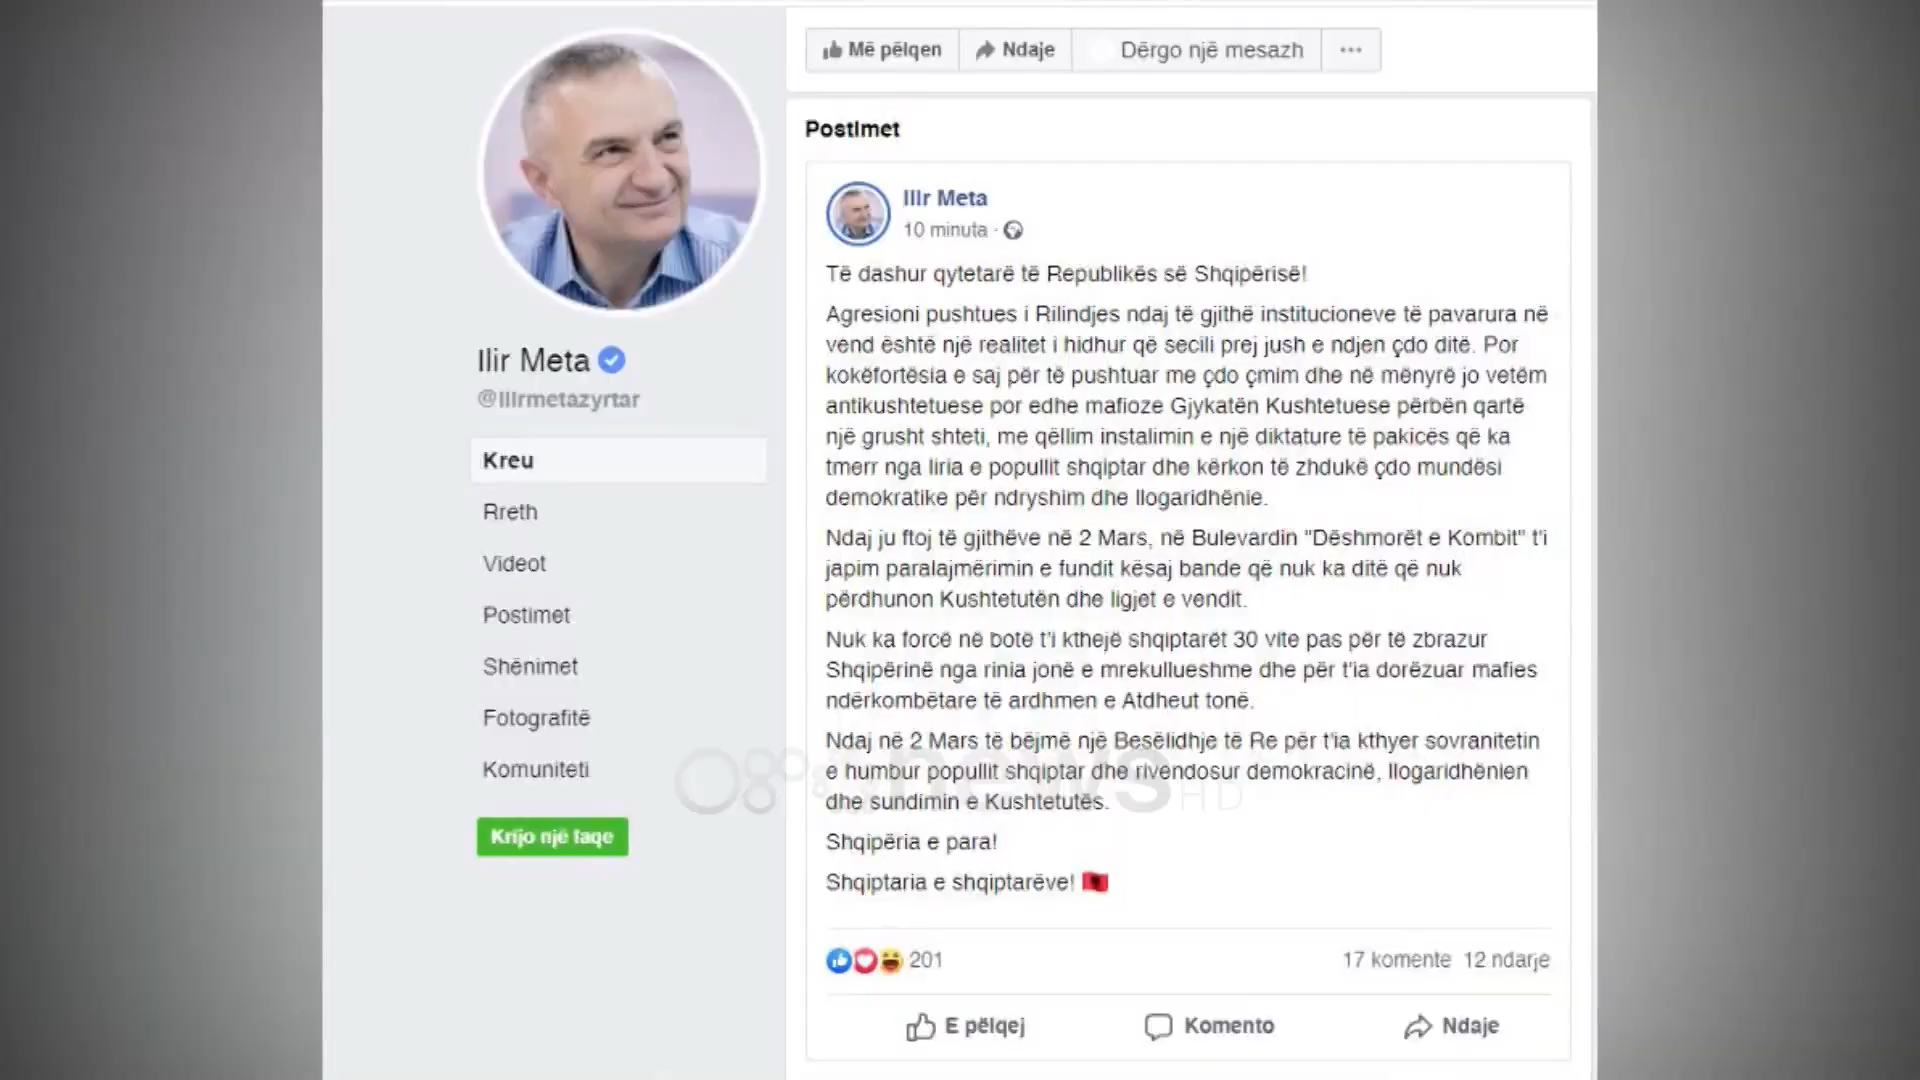 Më pëlqen
Ndaje
Dërgo një mesazh
Postimet
Ilir Meta
10 minuta
Të dashur qytetarë të Republikës së Shqipërisë!
Agresioni pushtues i Rilindjes ndaj të gjithë institucioneve të pavarura në
vend është një realitet i hidhur që secili prej jush e ndjen çdo ditë. Por
kokëfortësia e saj për të pushtuar me çdo çmim dhe në mënyrë jo vetëm
antikushtetuese por edhe mafioze Gjykatën Kushtetuese përbën qartë
një grusht shteti, me qëllim instalimin e një diktature të pakicës që ka
tmerr nga liria e popullit shqiptar dhe kërkon të zhdukë çdo mundësi
demokratike për ndryshim dhe llogaridhënie.
Ndaj ju ftoj të gjithëve në 2 Mars, në Bulevardin "Dëshmorët e Kombit" t'i
japim paralajmërimin e fundit kësaj bande që nuk ka ditë që nuk
përdhunon Kushtetutën dhe ligjet e vendit.
Nuk ka forcë në botë t'i kthejë shqiptarët 30 vite pas për të zbrazur
Shqipërinë nga rinia jonë e mrekullueshme dhe për t'ia dorëzuar mafies
ndërkombëtare të ardhmen e Atdheut tonë.
Ndaj në 2 Mars të bëjmë një Besëlidhje të Re për t'ia kthyer sovranitetin
e humbur popullit shqiptar dhe rivendosur demokracinë, llogaridhënien
dhe sundimin e Kushtetutës.
Shqipëria e para!
Shqiptaria e shqiptarëve!
201
17 komente 12 ndarje
E pëlqej
Komento
Ndaje
Ilir Meta
@ilirmetazyrtar
Kreu
Rreth
Videot
Postimet
Shënimet
Fotografitë
Komuniteti
Krijo një faqe
news HD